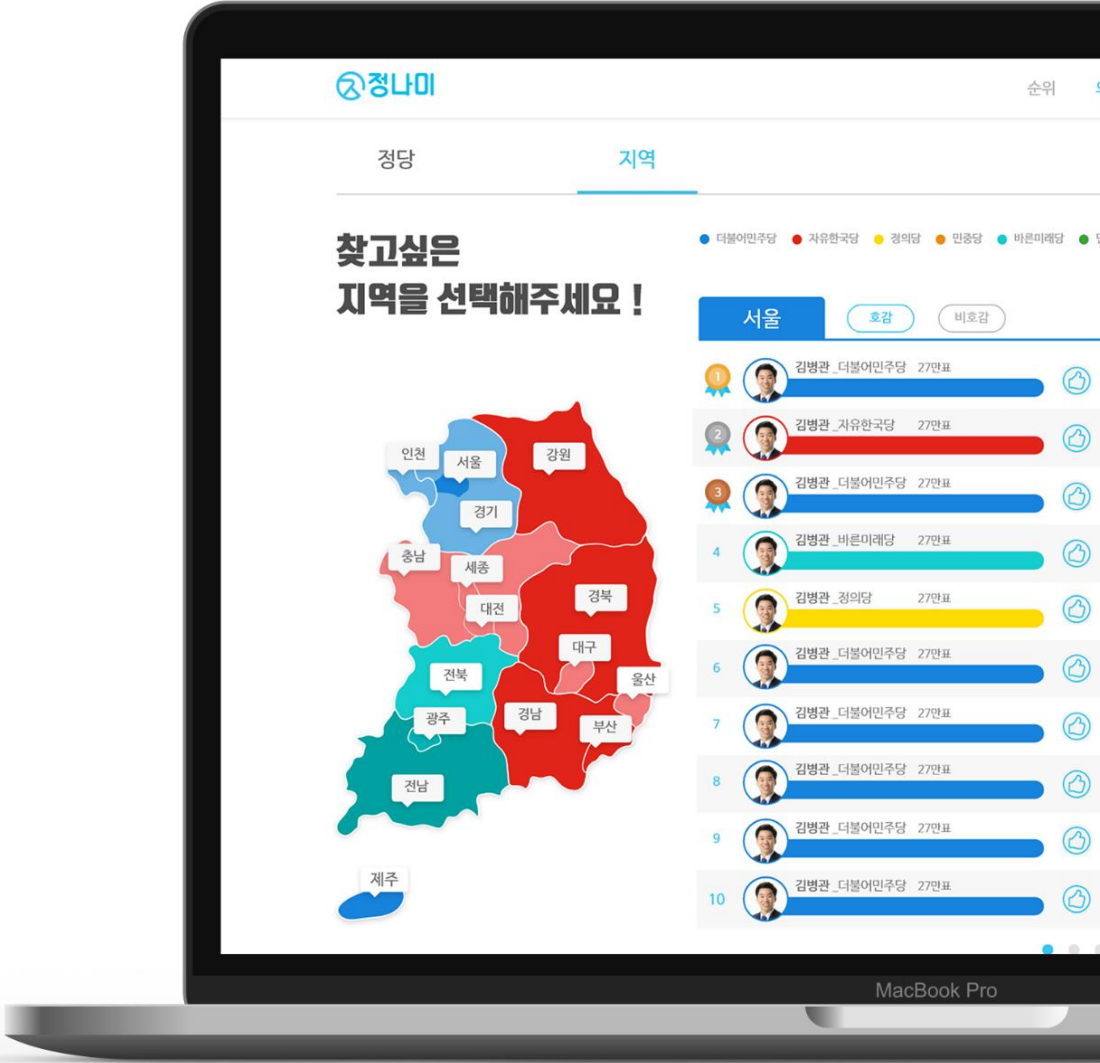 정나미
순위
정당 지역
찾고싶은
지역을 선택해주세요 !
더불어민주당 자유한국당 정의당 민중당 바른미래당
서울 호감 비호감
1 김병관_더불어민주당 27만표
2 김병관_자유한국당 27만표
3 김병관_더불어민주당 27만표
4 김병관_바른미래당 27만표
5 김병관_정의당 27만표
6 김병관_더불어민주당 27만표
7 김병관_더불어민주당 27만표
8 김병관_더불어민주당 27만표
9 김병관_더불어민주당 27만표
10 김병관_더불어민주당 27만표
인천
서울
강원
경기
충남
세종
대전
경북
대구
전북
울산
광주
경남
부산
전남
제주
MacBook Pro